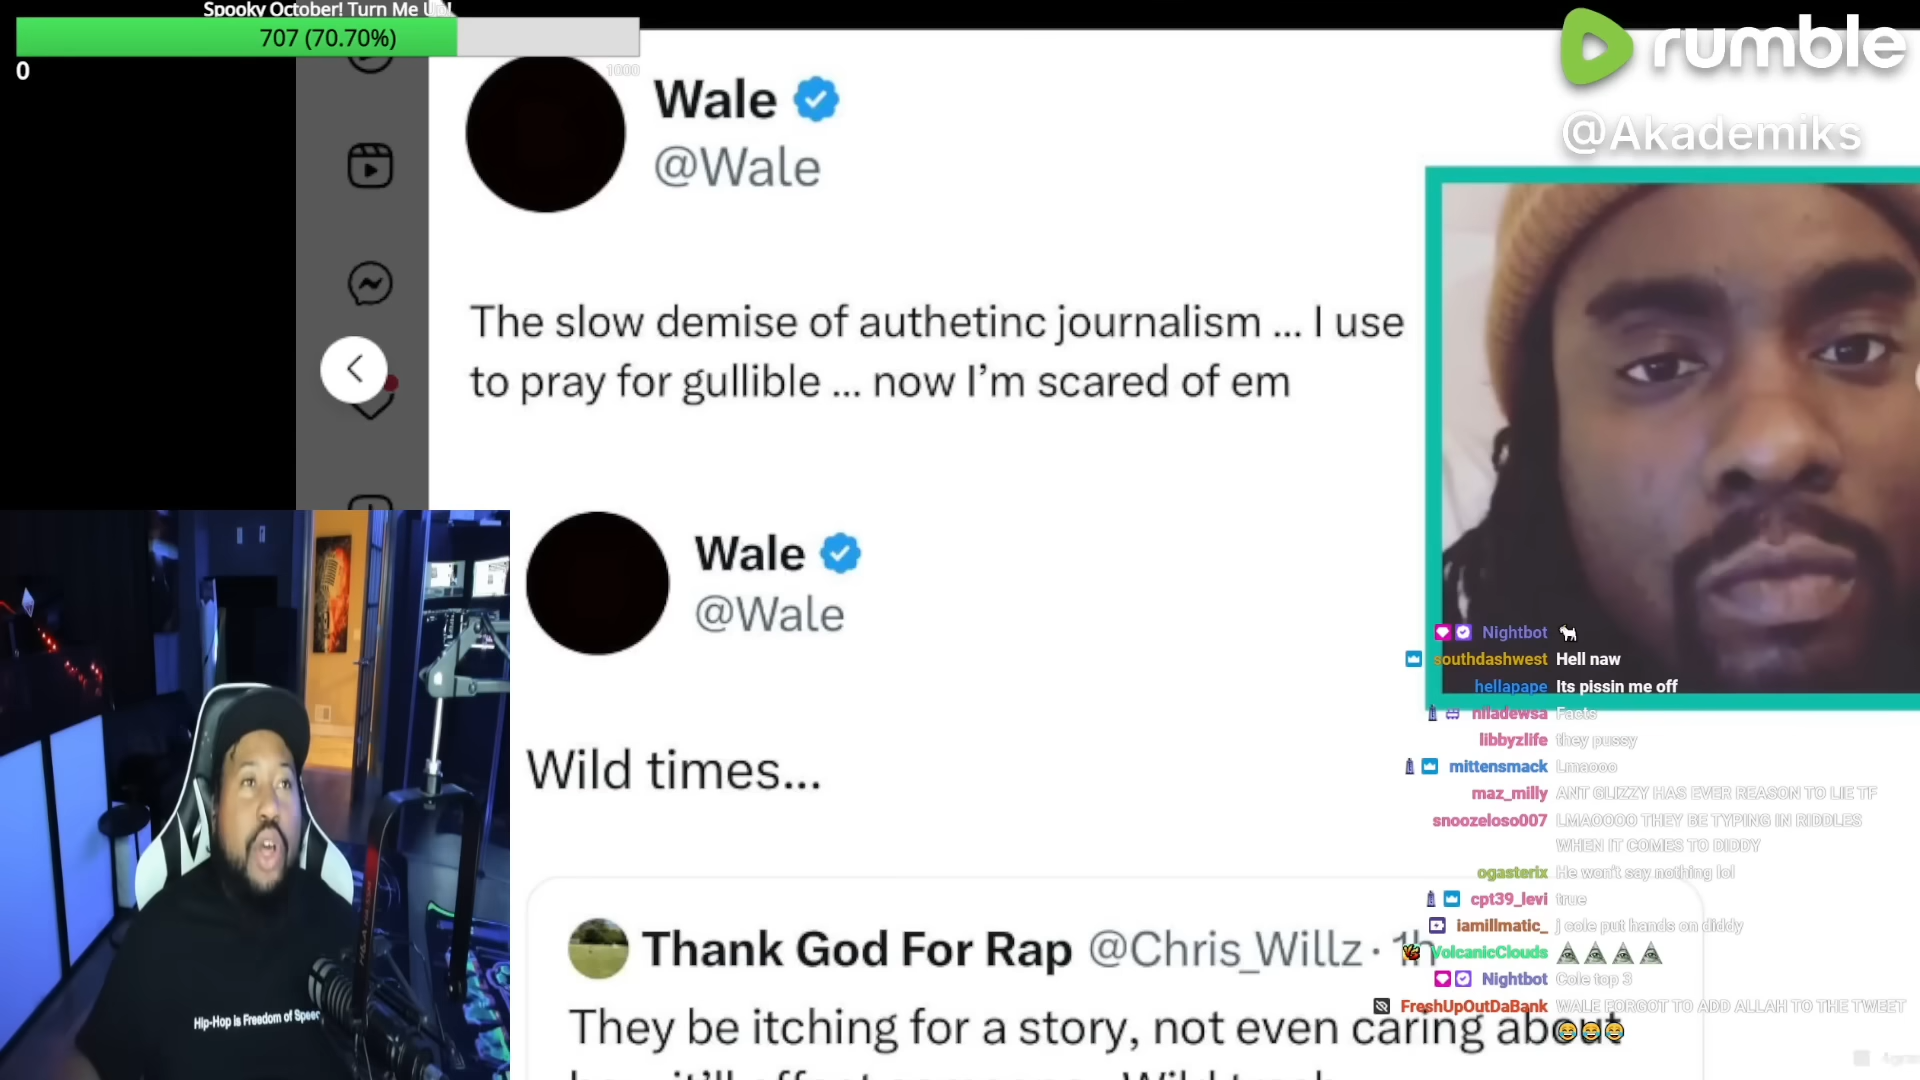 Spooky October! Turn Me Up!
707 (70.70%)
0
1000
rumble
@Akademiks
Wale
@Wale
The slow demise of authetinc journalism ... I use
to pray for gullible ... now I'm scared of em
Wale
@Wale
Wild times...
Thank God For Rap @Chris_Willz · 1h
They be itching for a story, not even caring about
Hip-Hop is Freedom of Speec
Nightbot
southdashwest Hell naw
hellapape Its pissin me off
niladewsa Facts
libbyzlife they pussy
mittensmack Lmaooo
maz_milly ANT GLIZZY HAS EVER REASON TO LIE TF
snoozeloso007 LMAOOOO THEY BE TYPING IN RIDDLES
WHEN IT COMES TO DIDDY
ogasterix He won't say nothing lol
cpt39_levi true
iamillmatic_ j cole put hands on diddy
VolcanicClouds
Nightbot Cole top 3
FreshUpOutDaBank WALE FORGOT TO ADD ALLAH TO THE TWEET
😂😂😂